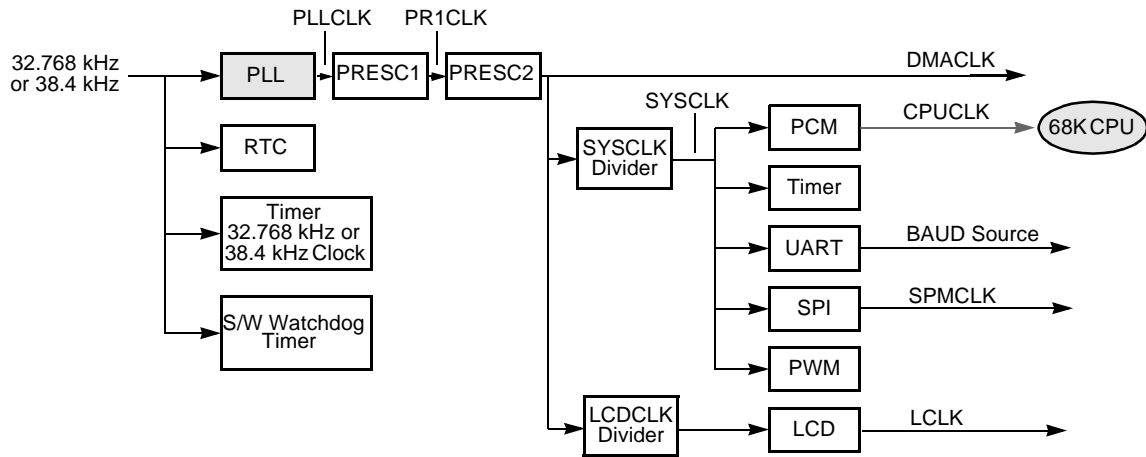 PLLCLK
PR1CLK
32.768 kHz
or 38.4 kHz
PLL
PRESC1
PRESC2
DMACLK
SYSCLK
CPUCLK
RTC
SYSCLK
Divider
PCM
68K CPU
Timer
32.768 kHz or
38.4 kHz Clock
Timer
UART
BAUD Source
S/W Watchdog
Timer
SPI
SPMCLK
PWM
LCDCLK
Divider
LCD
LCLK